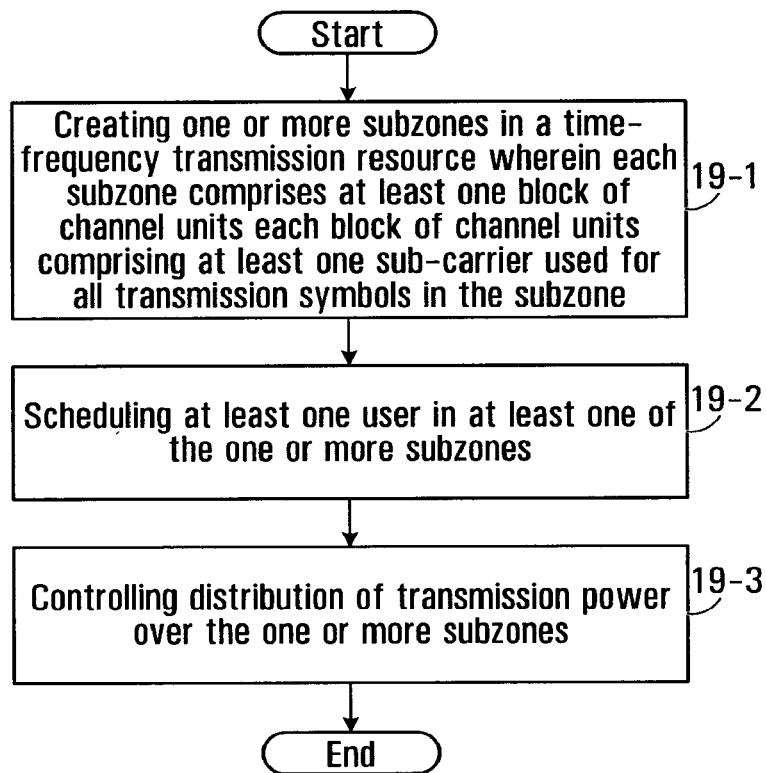 Start
Creating one or more subzones in a time-
frequency transmission resource wherein each
subzone comprises at least one block of
channel units each block of channel units
comprising at least one sub-carrier used for
all transmission symbols in the subzone
19-1
Scheduling at least one user in at least one of
the one or more subzones
19-2
Controlling distribution of transmission power
over the one or more subzones
19-3
End